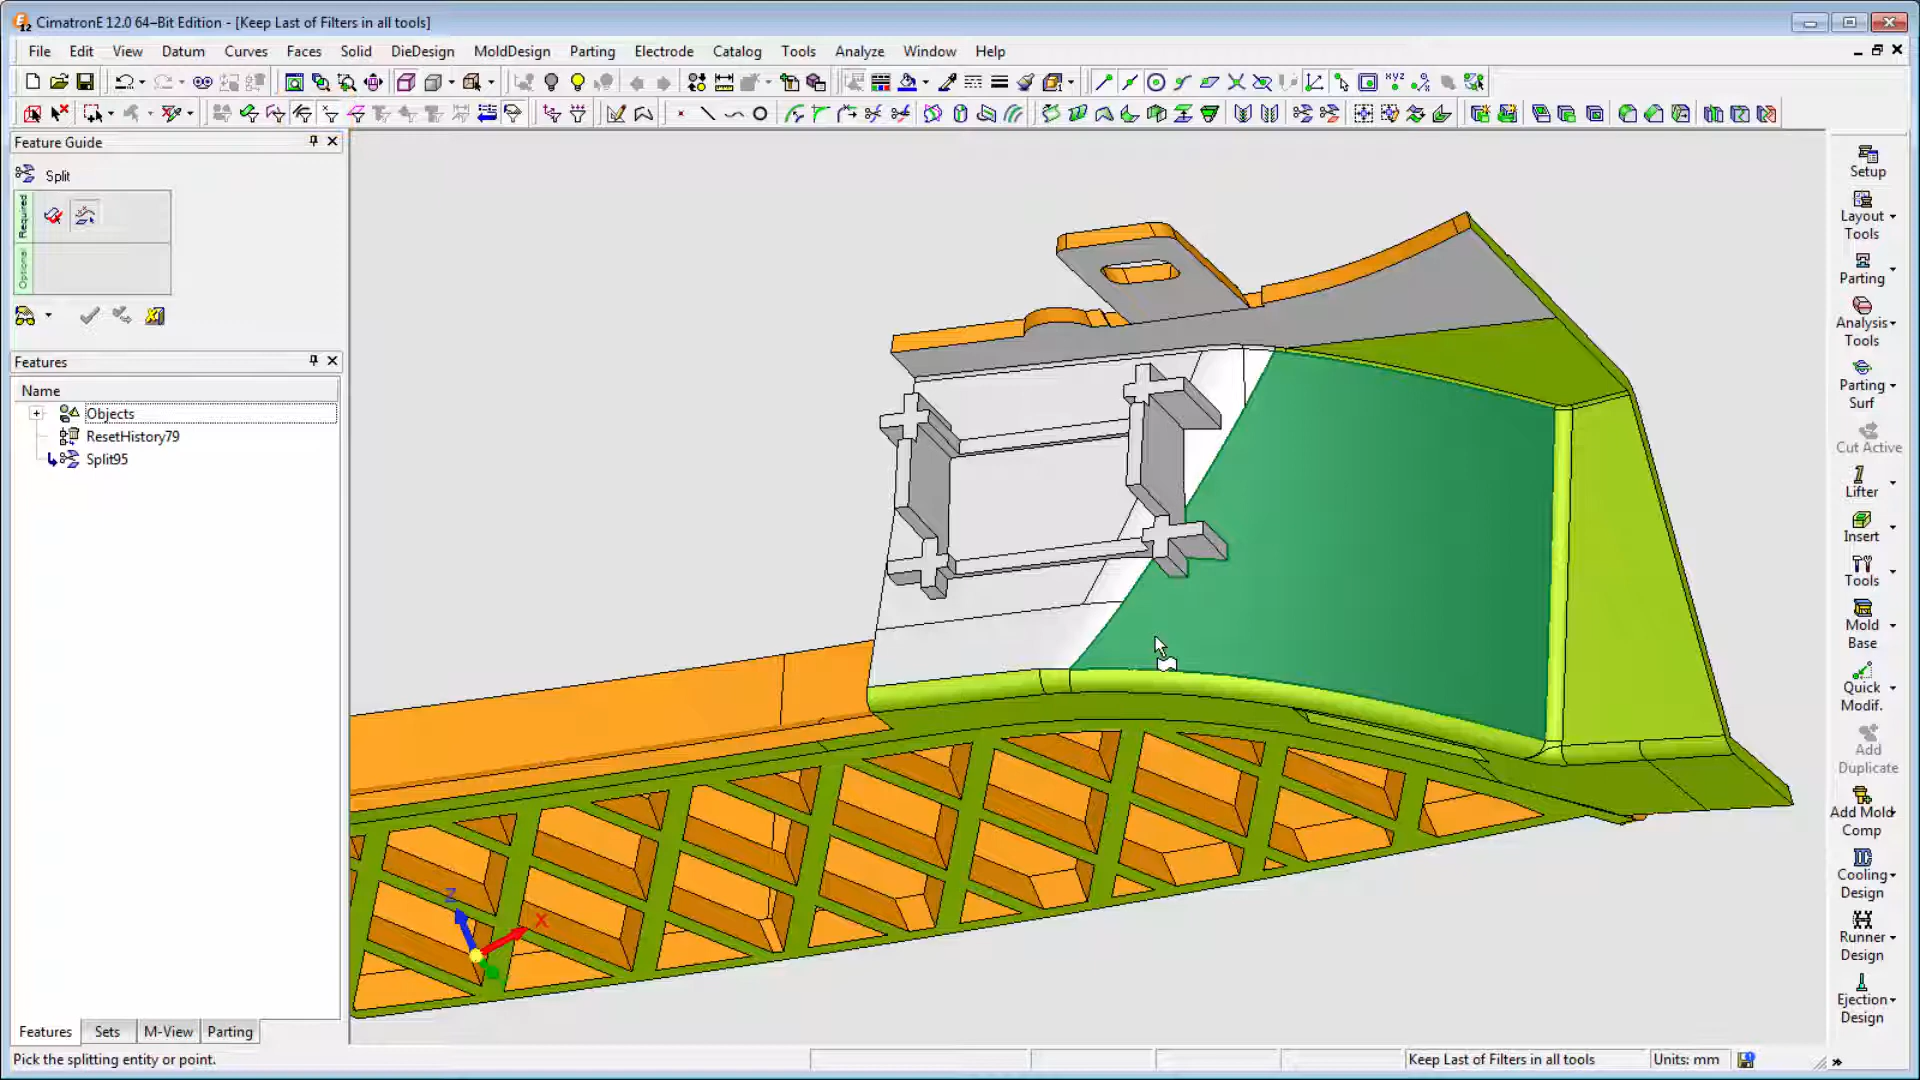 CimatronE 12.0 64-Bit Edition - [Keep Last of Filters in all tools]
File Edit View Datum Curves Faces Solid DieDesign MoldDesign Parting Electrode Catalog Tools Analyze Window Help
Feature Guide
Split
Required
Optional
Features
Name
Objects
ResetHistory79
Split95
Features Sets M-View Parting
Z
X
Setup
Layout
Tools
Parting
Analysis
Tools
Parting
Surf
Cut Active
Lifter
Insert
Tools
Mold
Base
Quick
Modif.
Add
Duplicate
Add Mold
Comp
Cooling
Design
Runner
Design
Ejection
Design
Pick the splitting entity or point.
Keep Last of Filters in all tools
Units: mm